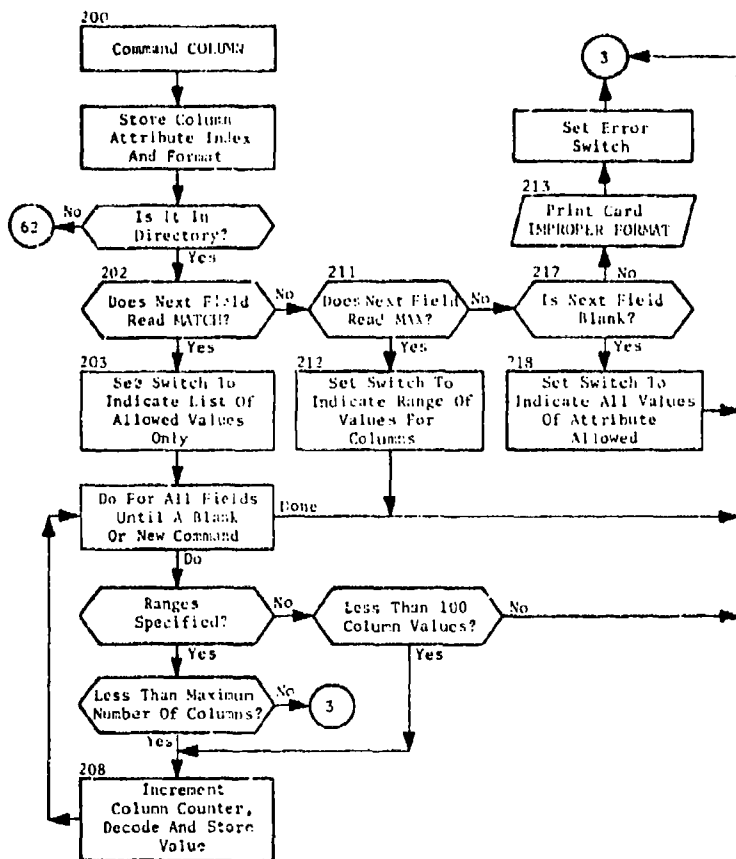 200
Command COLUMN
Store Column
Attribute Index
And Format
62
No
Is It In
Directory?
Yes
202
Does Next Field
Read MATCH?
No
Yes
211
Does Next Field
Read MAX?
No
Yes
217
Is Next Field
Blank?
No
Yes
213
Print Card
IMPROPER FORMAT
Set Error
Switch
3
203
Set Switch To
Indicate List Of
Allowed Values
Only
212
Set Switch To
Indicate Range Of
Values For
Columns
218
Set Switch To
Indicate All Values
Of Attribute
Allowed
Do For All Fields
Until A Blank
Or New Command
Done
Do
Ranges
Specified?
No
Yes
Less Than 100
Column Values?
No
Yes
Less Than Maximum
Number Of Columns?
No
3
Yes
208
Increment
Column Counter,
Decode And Store
Value